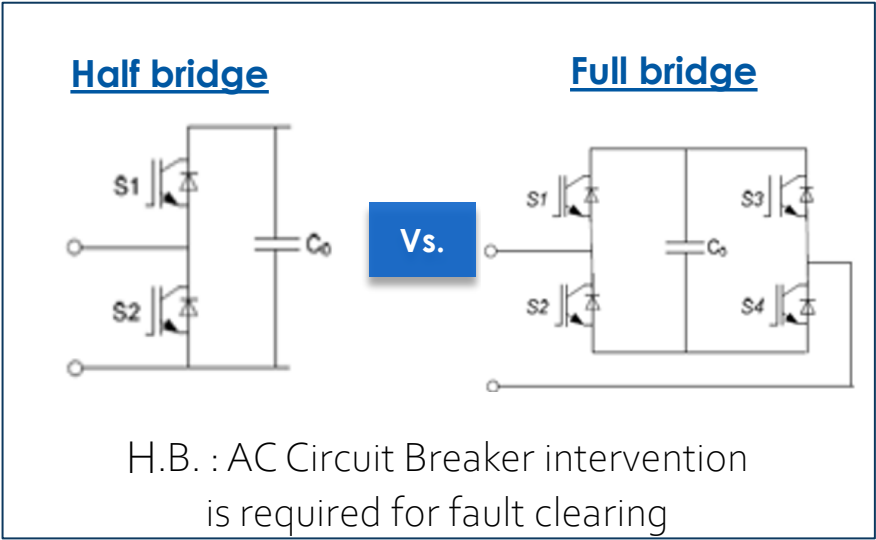 Half bridge
Full bridge
S1
S2
C₀
Vs.
S1
S2
C₀
S3
S4
H.B. : AC Circuit Breaker intervention
is required for fault clearing